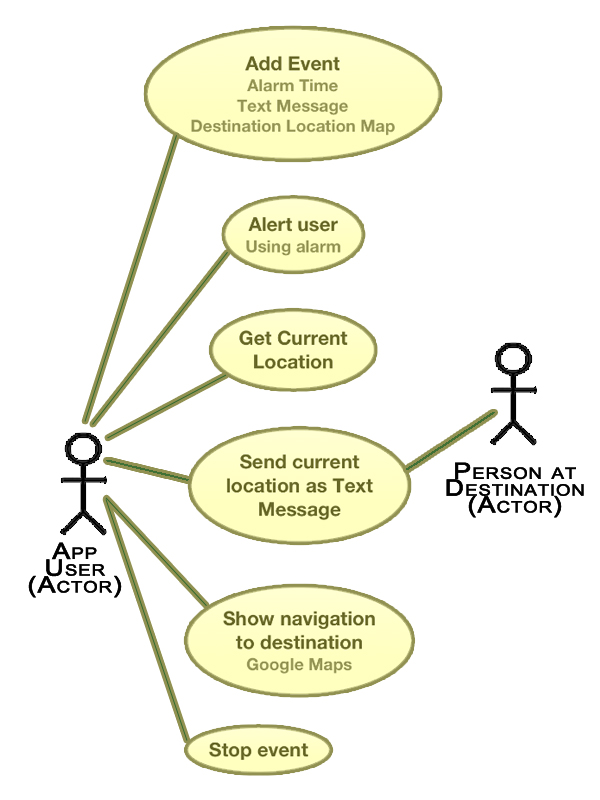 Add Event
Alarm Time
Text Message
Destination Location Map
Alert user
Using alarm
Get Current
Location
Send current
location as Text
Message
Person at
Destination
(Actor)
App
User
(Actor)
Show navigation
to destination
Google Maps
Stop event